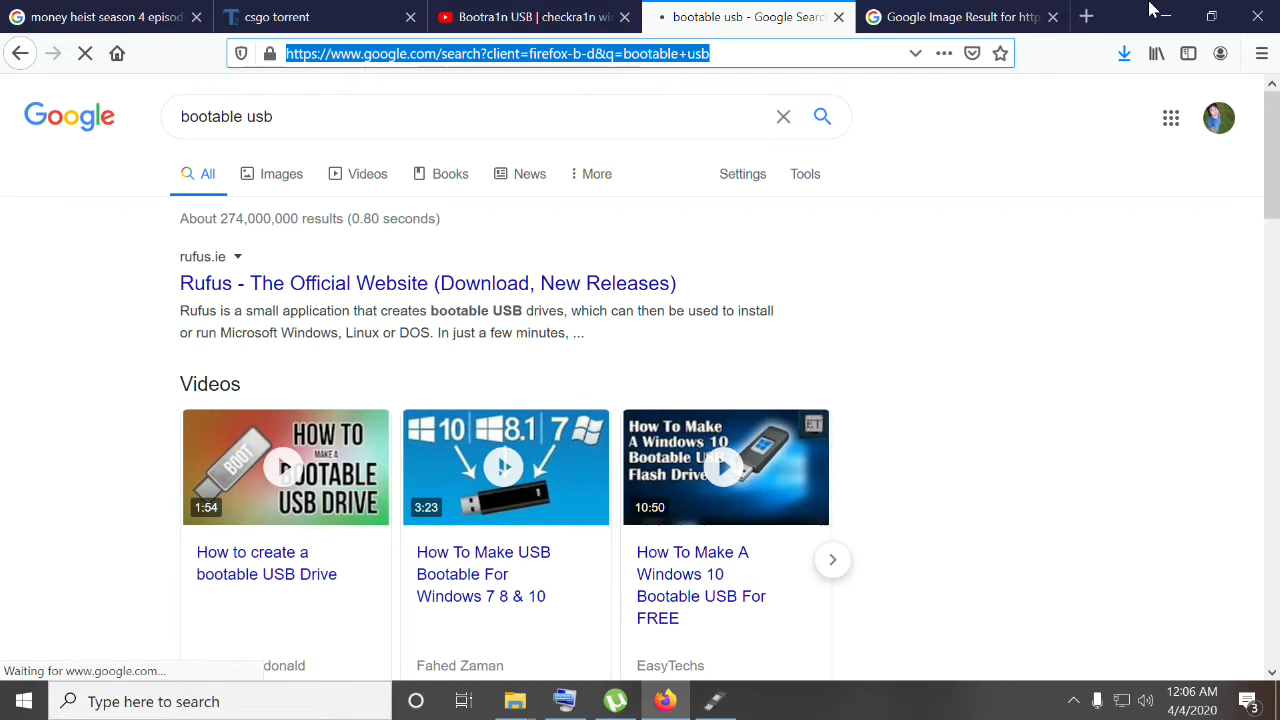 money heist season 4 episod
csgo torrent
Bootra1n USB | checkra1n wi
bootable usb - Google Searc
Google Image Result for http
https://www.google.com/search?client=firefox-b-d&q=bootable+usb
Google
bootable usb
All
Images
Videos
Books
News
More
Settings
Tools
About 274,000,000 results (0.80 seconds)
rufus.ie
Rufus - The Official Website (Download, New Releases)
Rufus is a small application that creates bootable USB drives, which can then be used to install
or run Microsoft Windows, Linux or DOS. In just a few minutes, ...
Videos
BOOT
HOW TO
MAKE A
BOOTABLE
USB DRIVE
1:54
10
8.1
7
3:23
How To Make
A Windows 10
Bootable USB
Flash Drive
ET
10:50
How to create a
bootable USB Drive
How To Make USB
Bootable For
Windows 7 8 & 10
How To Make A
Windows 10
Bootable USB For
FREE
donald
Fahed Zaman
EasyTechs
Waiting for www.google.com...
Type here to search
12:06 AM
4/4/2020
3